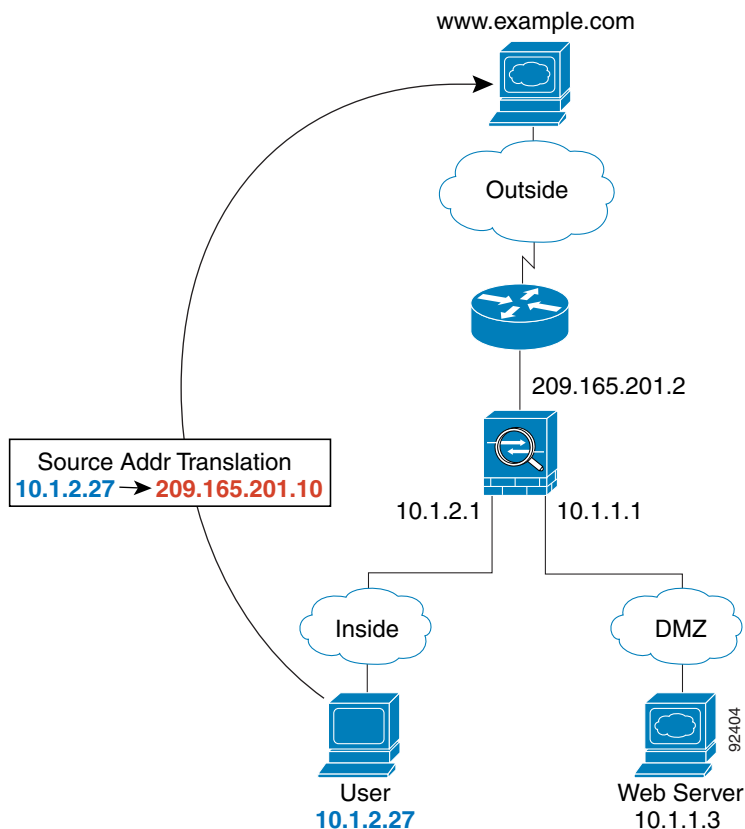 www.example.com
Outside
209.165.201.2
Source Addr Translation
10.1.2.27 209.165.201.10
10.1.2.1
10.1.1.1
Inside
DMZ
User
10.1.2.27
Web Server
10.1.1.3
92404